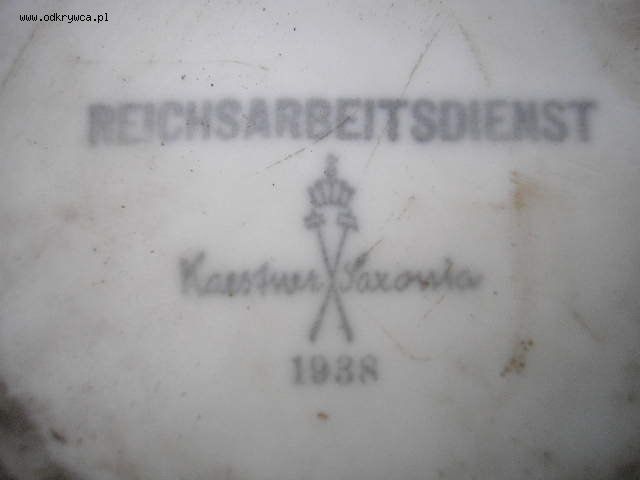 www.odkrywca.pl
REICHSARBEITSDIENST
Kaestner Saxonia
1938